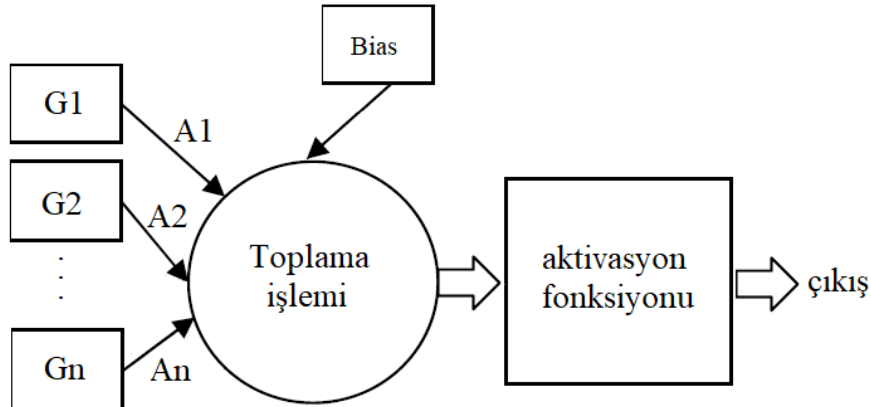 Bias
G1
A1
G2
A2
Toplama
işlemi
aktivasyon
fonksiyonu
çıkış
.
.
.
Gn
An